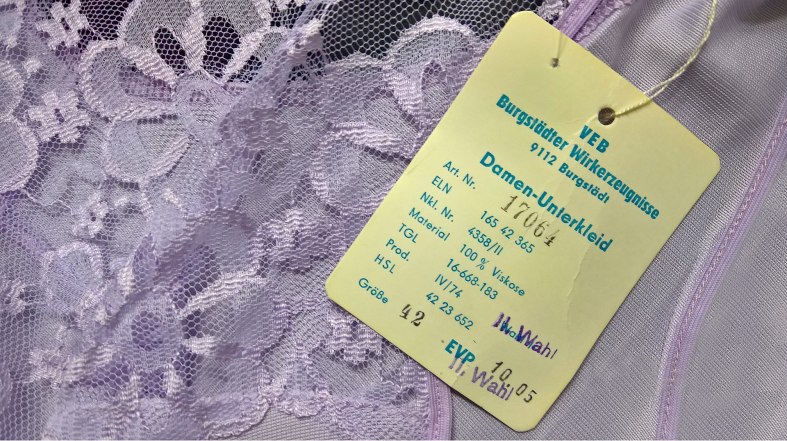 VEB
Burgstädter Wirkerzeugnisse
9112 Burgstädt
Damen-Unterkleid
Art. Nr. 17064
ELN 165 42 365
Nkl. Nr. 4358/II
Material 100 % Viskose
TGL 16-668-183
Prod. IV/74
HSL 42 23 652
Größe 42
II. Wahl
EVP 10,05
II. Wahl